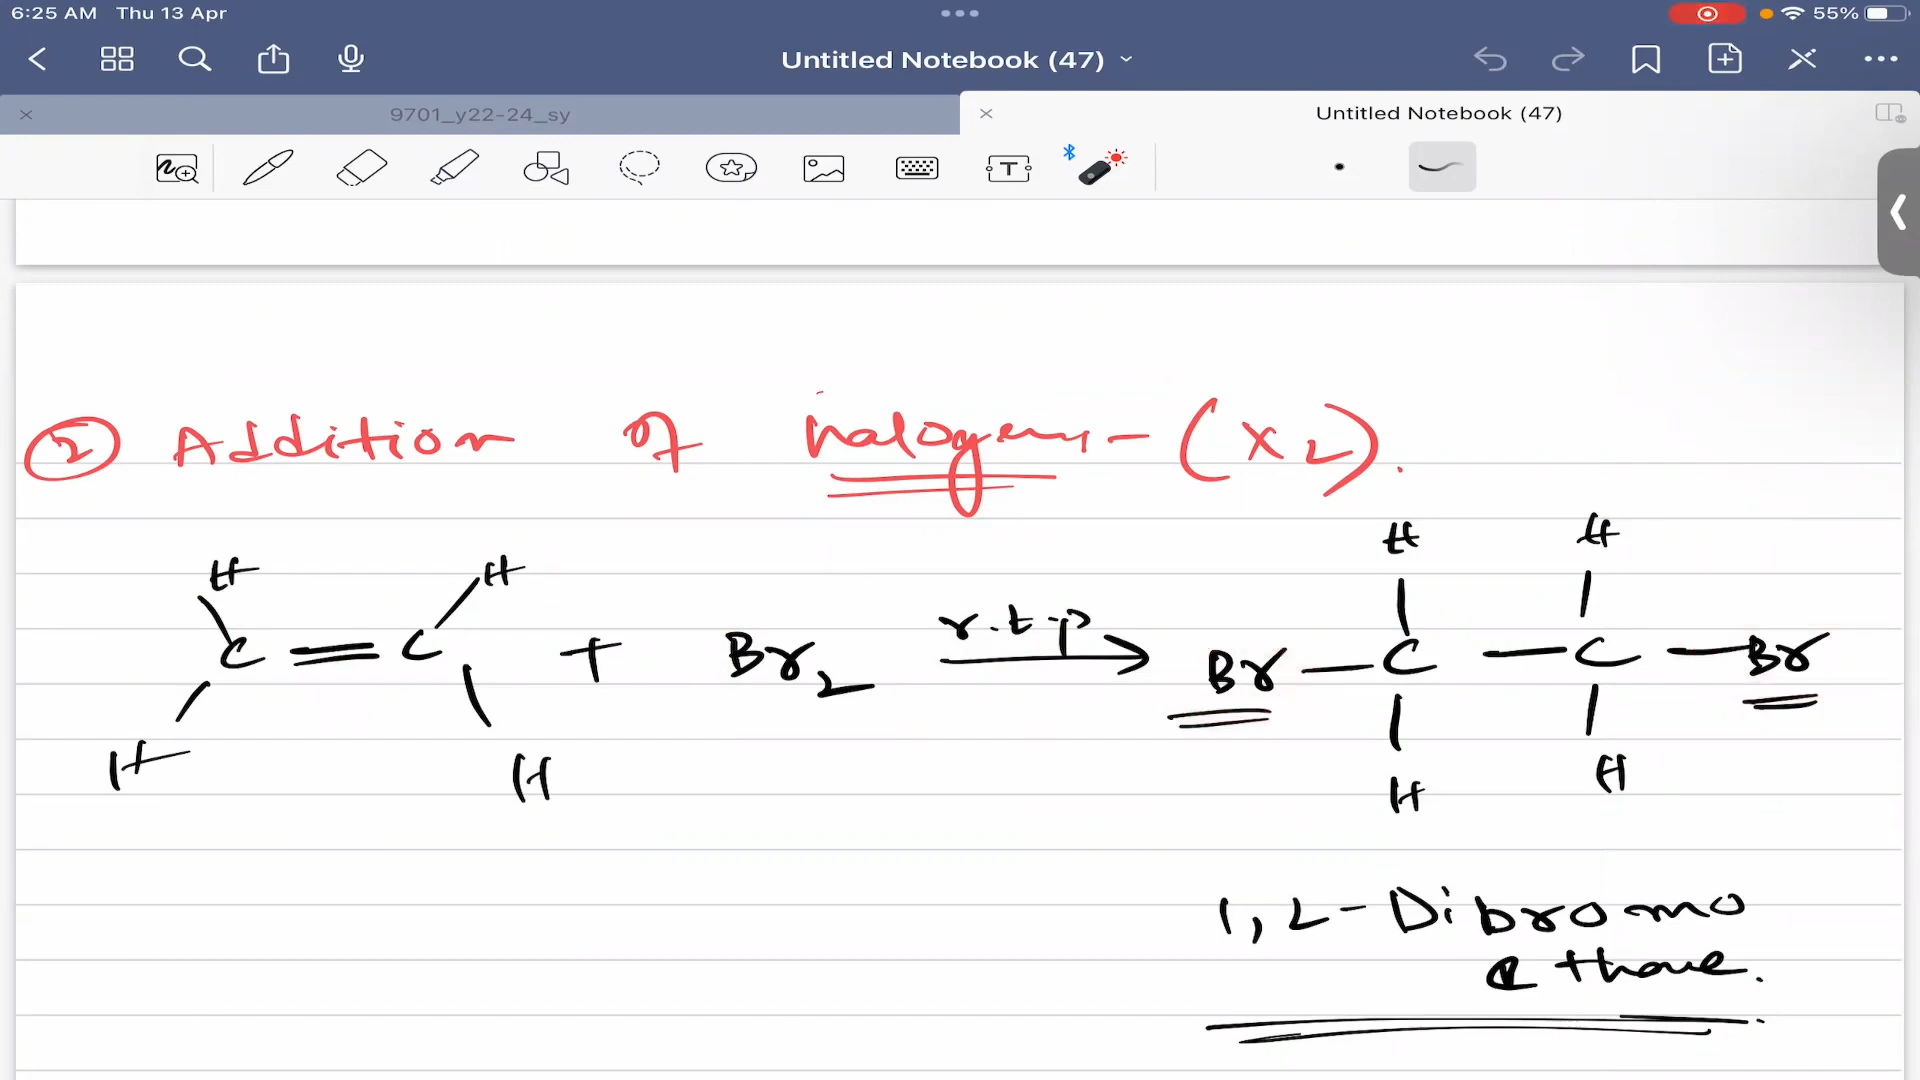 6:25 AM Thu 13 Apr
55%
Untitled Notebook (47)
9701_y22-24_sy
Untitled Notebook (47)
T
② Addition of halogens - (X2).
H H H H
C = C + Br2 r.t.p → Br - C - C - Br
H H H H
1,2-Dibromo
ethane.